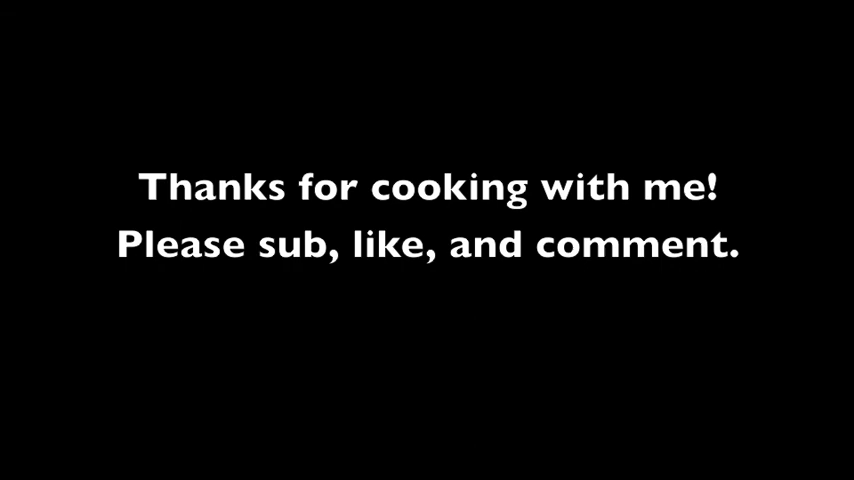 Thanks for cooking with me!
Please sub, like, and comment.